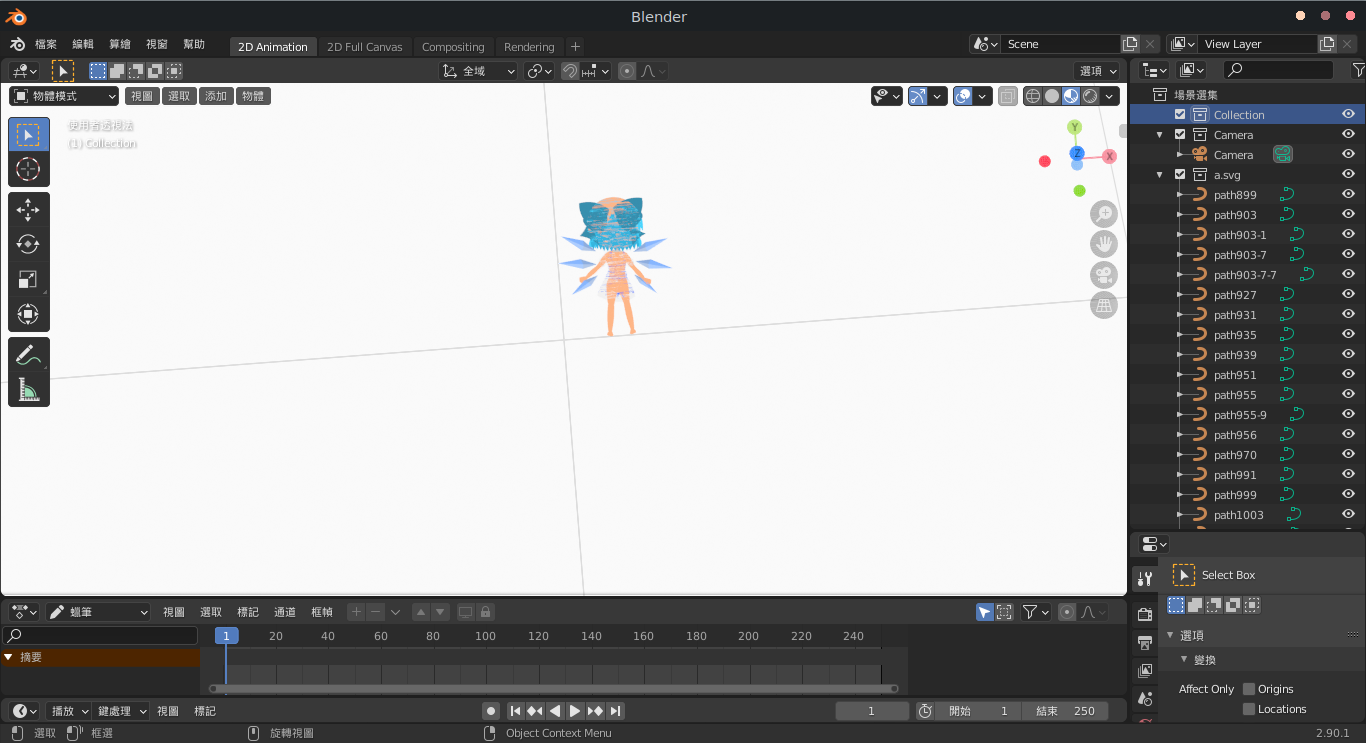 Blender
檔案 編輯 算繪 視窗 幫助 2D Animation 2D Full Canvas Compositing Rendering + Scene View Layer
全域 選項
物體模式 視圖 選取 添加 物體
使用者透視法
(1) Collection
Y
Z X
場景選集
Collection
Camera
Camera
a.svg
path899
path903
path903-1
path903-7
path903-7-7
path927
path931
path935
path939
path951
path955
path955-9
path956
path970
path991
path999
path1003
Select Box
選項
變換
Affect Only Origins
Locations
蠟筆 視圖 選取 標記 通道 框幀
1 20 40 60 80 100 120 140 160 180 200 220 240
摘要
播放 鍵處理 視圖 標記 1 開始 1 結束 250
選取 框選 旋轉視圖 Object Context Menu 2.90.1